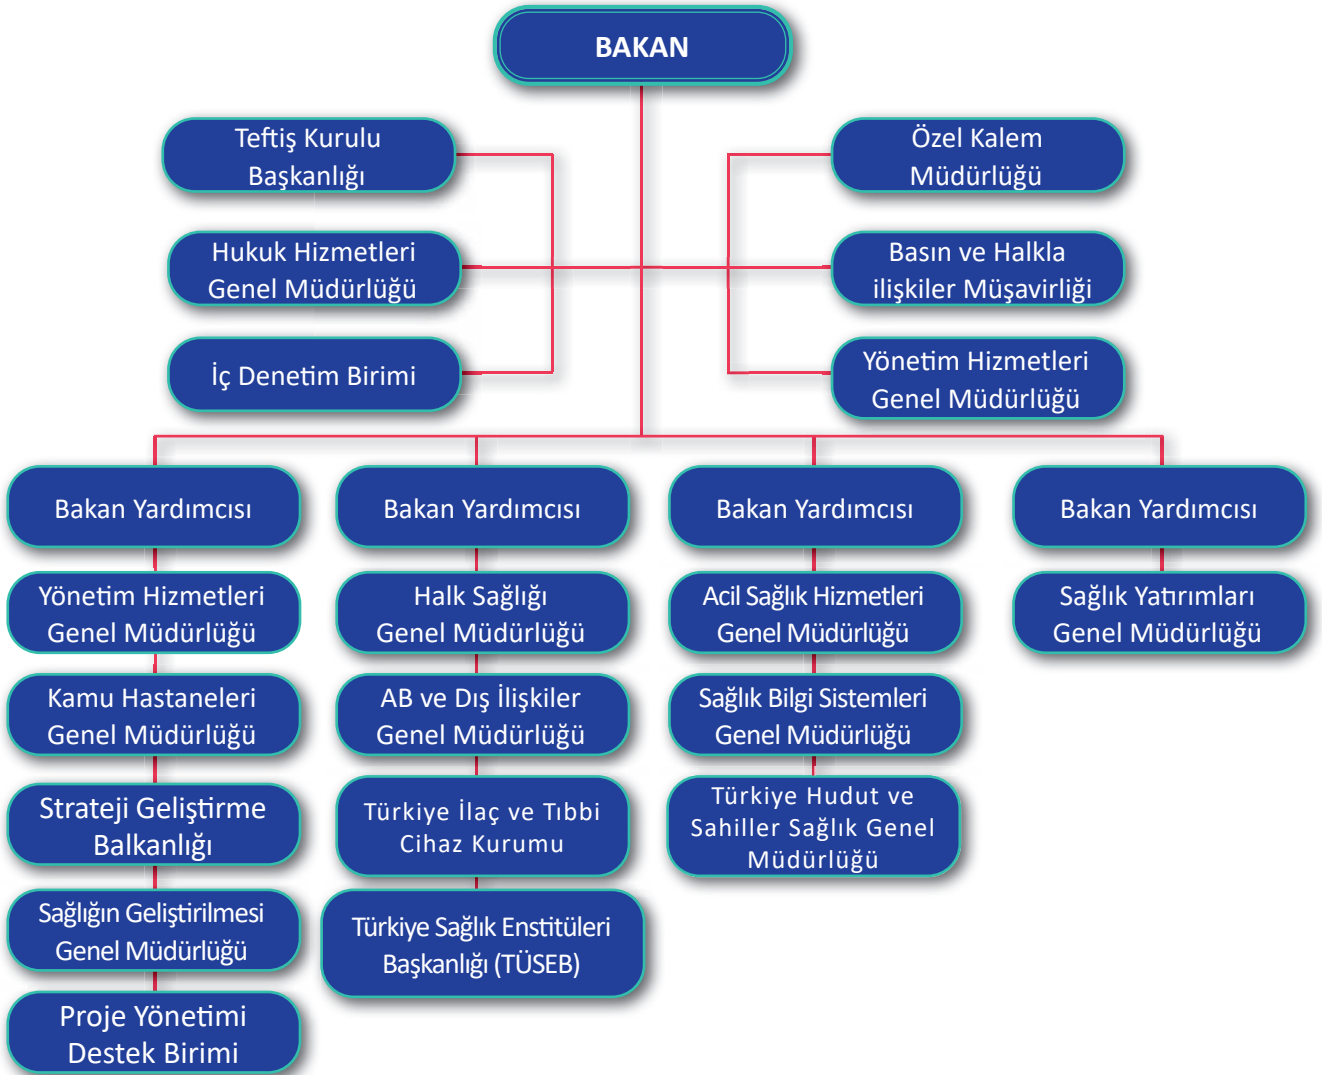 BAKAN
Teftiş Kurulu
Başkanlığı
Özel Kalem
Müdürlüğü
Hukuk Hizmetleri
Genel Müdürlüğü
Basın ve Halkla
ilişkiler Müşavirliği
İç Denetim Birimi
Yönetim Hizmetleri
Genel Müdürlüğü
Bakan Yardımcısı
Bakan Yardımcısı
Bakan Yardımcısı
Bakan Yardımcısı
Yönetim Hizmetleri
Genel Müdürlüğü
Halk Sağlığı
Genel Müdürlüğü
Acil Sağlık Hizmetleri
Genel Müdürlüğü
Sağlık Yatırımları
Genel Müdürlüğü
Kamu Hastaneleri
Genel Müdürlüğü
AB ve Dış İlişkiler
Genel Müdürlüğü
Sağlık Bilgi Sistemleri
Genel Müdürlüğü
Strateji Geliştirme
Balkanlığı
Türkiye İlaç ve Tıbbi
Cihaz Kurumu
Türkiye Hudut ve
Sahiller Sağlık Genel
Müdürlüğü
Sağlığın Geliştirilmesi
Genel Müdürlüğü
Türkiye Sağlık Enstitüleri
Başkanlığı (TÜSEB)
Proje Yönetimi
Destek Birimi